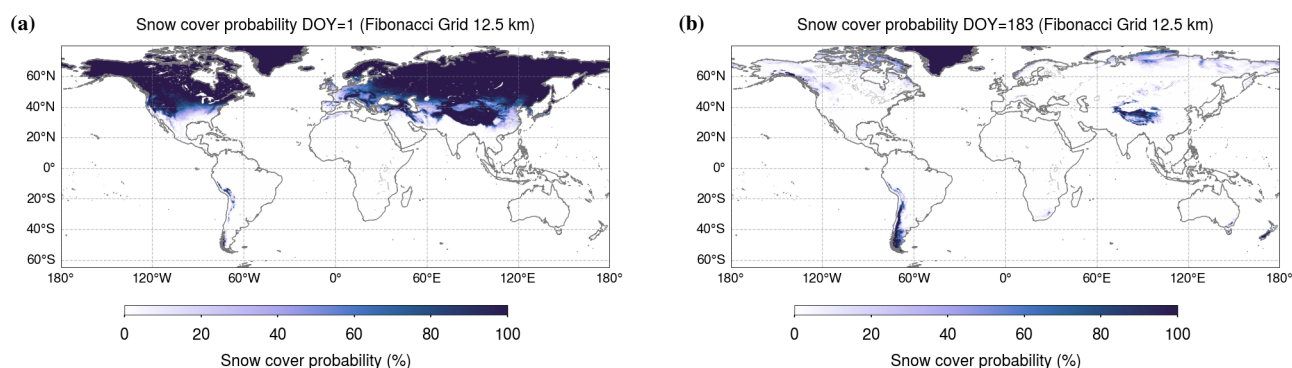 (a)
Snow cover probability DOY=1 (Fibonacci Grid 12.5 km)
60°N
40°N
20°N
0°
20°S
40°S
60°S
180° 120°W 60°W 0° 60°E 120°E 180°
0 20 40 60 80 100
Snow cover probability (%)
(b)
Snow cover probability DOY=183 (Fibonacci Grid 12.5 km)
60°N
40°N
20°N
0°
20°S
40°S
60°S
180° 120°W 60°W 0° 60°E 120°E 180°
0 20 40 60 80 100
Snow cover probability (%)